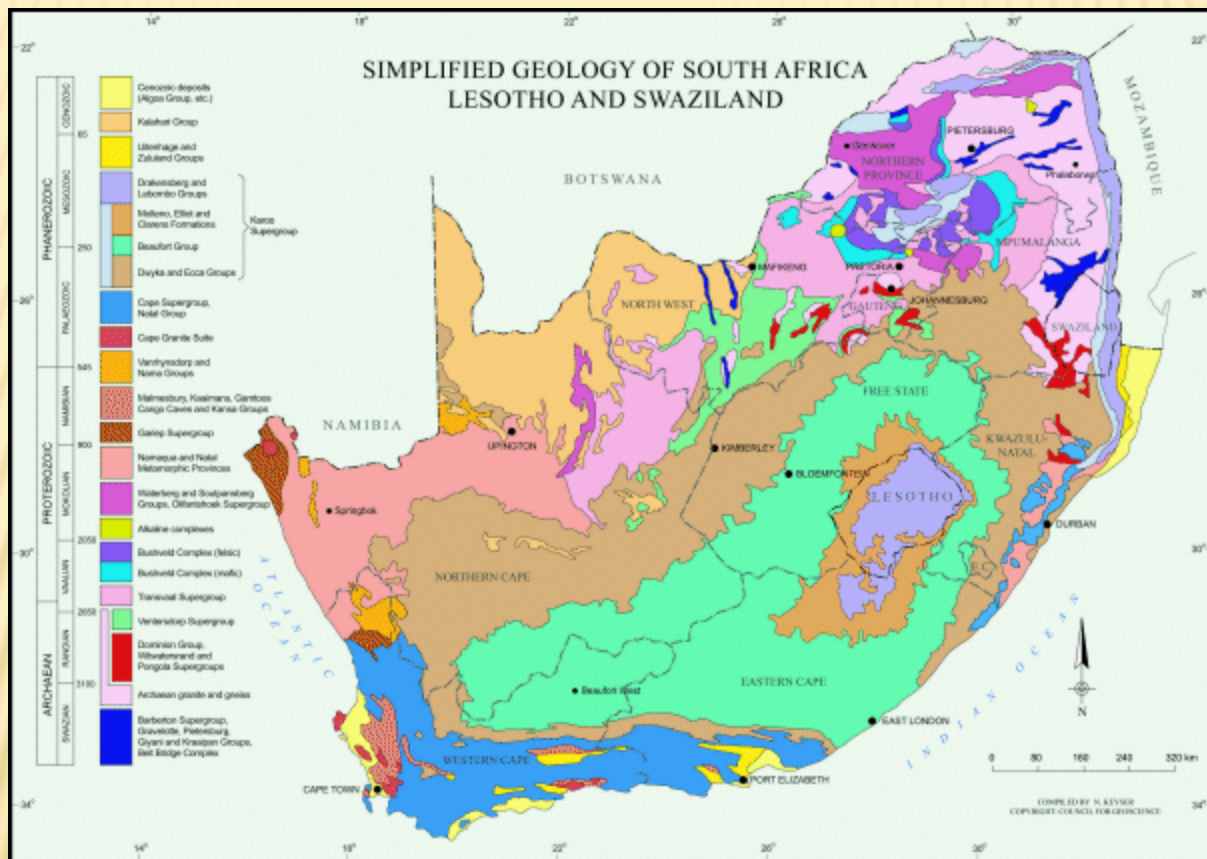 SIMPLIFIED GEOLOGY OF SOUTH AFRICA
LESOTHO AND SWAZILAND
14°
18°
22°
26°
30°
22°
22°
26°
26°
30°
30°
34°
34°
14°
18°
22°
26°
30°
PHANEROZOIC
PROTEROZOIC
ARCHAEAN
CENOZOIC
MESOZOIC
PALAEOZOIC
NAMIBIAN
MOKOLIAN
VAALIAN
RANDIAN
SWAZIAN
65
250
545
900
2050
2650
3100
Cenozoic deposits
(Algoa Group, etc.)
Kalahari Group
Uitenhage and
Zululand Groups
Drakensberg and
Lebombo Groups
Molteno, Elliot and
Clarens Formations
Beaufort Group
Dwyka and Ecca Groups
Karoo
Supergroup
Cape Supergroup,
Natal Group
Cape Granite Suite
Vanrhynsdorp and
Nama Groups
Malmesbury, Kaaimans, Gamtoos
Cango Caves and Kansa Groups
Gariep Supergroup
Namaqua and Natal
Metamorphic Provinces
Waterberg and Soutpansberg
Groups, Olifantshoek Supergroup
Alkaline complexes
Bushveld Complex (felsic)
Bushveld Complex (mafic)
Transvaal Supergroup
Ventersdorp Supergroup
Dominion Group,
Witwatersrand and
Pongola Supergroups
Archaean granite and gneiss
Barberton Supergroup,
Gravelotte, Pietersburg,
Giyani and Kraaipan Groups,
Beit Bridge Complex
BOTSWANA
NAMIBIA
MOZAMBIQUE
PIETERSBURG
NORTHERN
PROVINCE
Phalaborwa
MPUMALANGA
MAFIKENG
PRETORIA
GAUTENG
JOHANNESBURG
NORTH WEST
SWAZILAND
FREE STATE
UPINGTON
KIMBERLEY
BLOEMFONTEIN
KWAZULU-
NATAL
LESOTHO
Springbok
DURBAN
NORTHERN CAPE
E.C.
ATLANTIC
OCEAN
Beaufort West
EASTERN CAPE
EAST LONDON
INDIAN OCEAN
WESTERN CAPE
PORT ELIZABETH
CAPE TOWN
N
0 80 160 240 320 km
COMPILED BY N. KEYSER
COPYRIGHT: COUNCIL FOR GEOSCIENCE